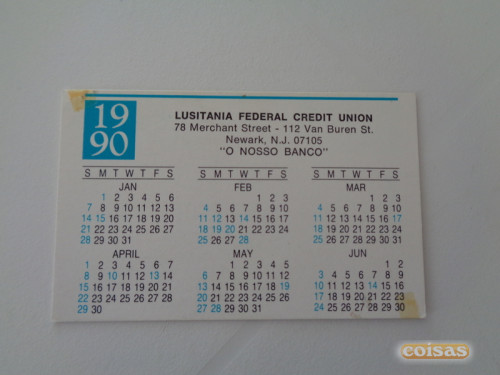 19
90
LUSITANIA FEDERAL CREDIT UNION
78 Merchant Street - 112 Van Buren St.
Newark, N.J. 07105
"O NOSSO BANCO"
S M T W T F S
JAN
1 2 3 4 5 6
7 8 9 10 11 12 13
14 15 16 17 18 19 20
21 22 23 24 25 26 27
28 29 30 31
S M T W T F S
FEB
1 2 3
4 5 6 7 8 9 10
11 12 13 14 15 16 17
18 19 20 21 22 23 24
25 26 27 28
S M T W T F S
MAR
1 2 3
4 5 6 7 8 9 10
11 12 13 14 15 16 17
18 19 20 21 22 23 24
25 26 27 28 29 30 31
APRIL
1 2 3 4 5 6 7
8 9 10 11 12 13 14
15 16 17 18 19 20 21
22 23 24 25 26 27 28
29 30
MAY
1 2 3 4 5
6 7 8 9 10 11 12
13 14 15 16 17 18 19
20 21 22 23 24 25 26
27 28 29 30 31
JUN
1 2
3 4 5 6 7 8 9
10 11 12 13 14 15 16
17 18 19 20 21 22 23
24 25 26 27 28 29 30
coisas